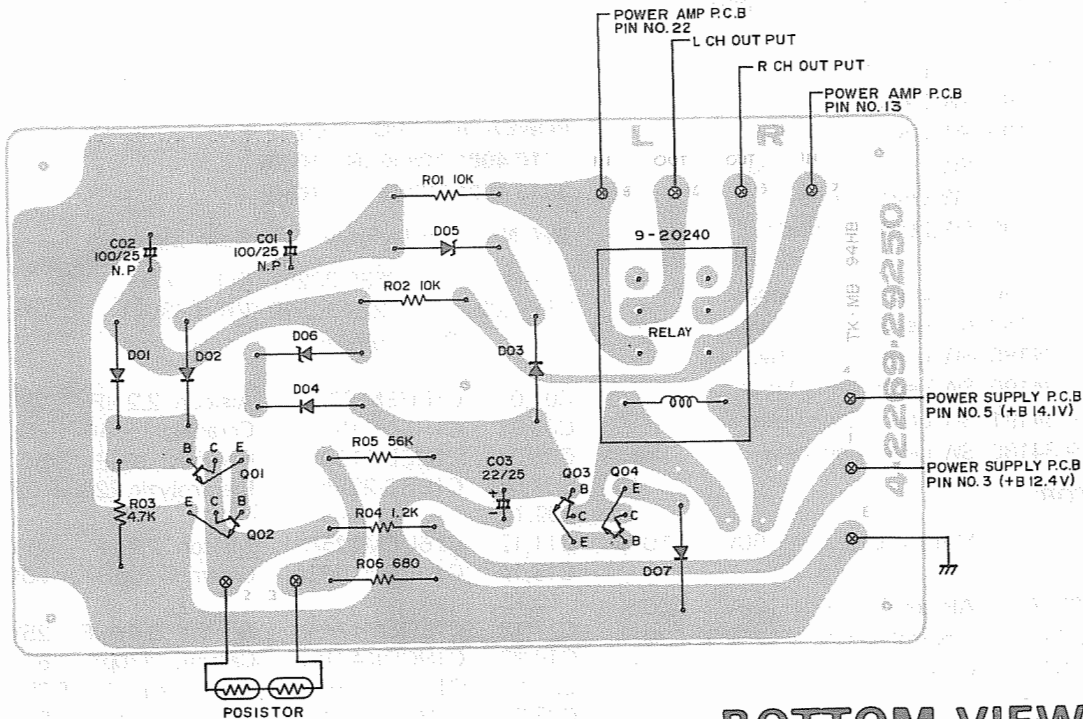 POWER AMP P.C.B
PIN NO. 22
L CH OUT PUT
R CH OUT PUT
POWER AMP P.C.B
PIN NO. 13
L R
R01 10K
D05
C02
100/25
N.P
C01
100/25
N.P
R02 10K
9-20240
RELAY
TK-MB 94HB
4-2269-29250
D01
D02
D06
D04
D03
POWER SUPPLY P.C.B
PIN NO. 5 (+B 14.1V)
POWER SUPPLY P.C.B
PIN NO. 3 (+B 12.4V)
R05 56K
C03
22/25
+
-
B C E
Q01
E C B
Q02
R03
4.7K
R04 1.2K
R06 680
Q03
B
C
E
Q04
E
C
B
D07
POSISTOR
BOTTOM VIEW